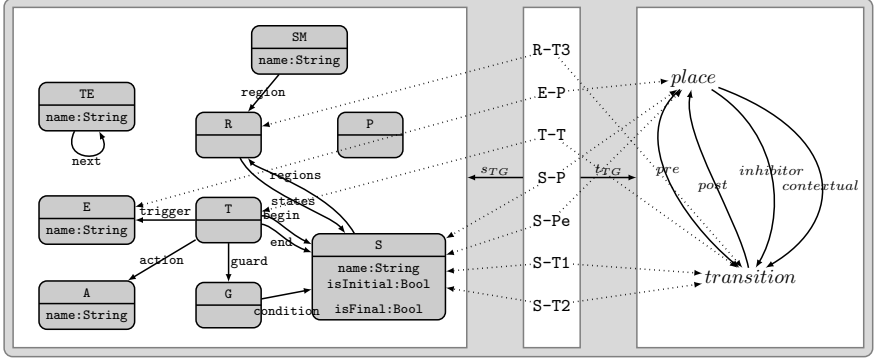 SM
name:String
region
TE
name:String
next
R
P
regions
states
E
name:String
trigger
T
begin
end
S
name:String
isInitial:Bool
isFinal:Bool
action
guard
A
name:String
G
condition
R-T3
E-P
T-T
S-P
S-Pe
S-T1
S-T2
s_TG
t_TG
place
pre
post
inhibitor
contextual
transition